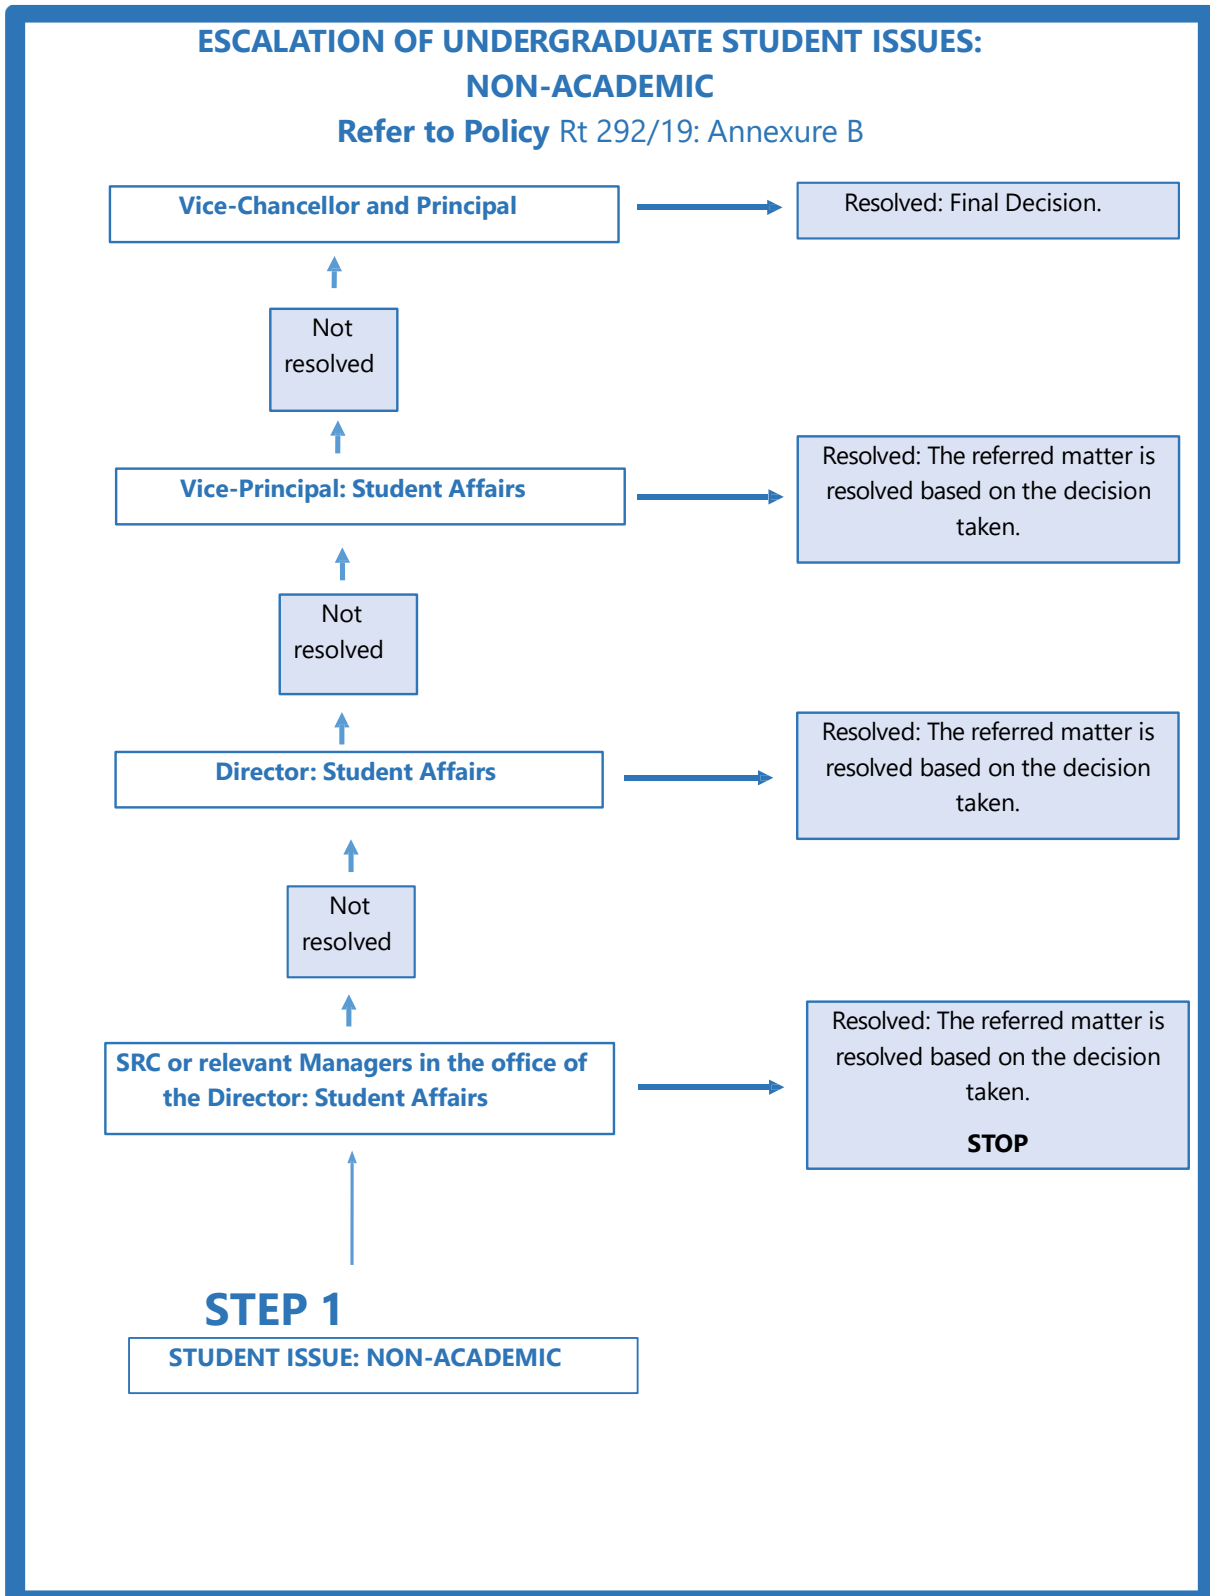 ESCALATION OF UNDERGRADUATE STUDENT ISSUES:
NON-ACADEMIC
Refer to Policy Rt 292/19: Annexure B
Vice-Chancellor and Principal
Resolved: Final Decision.
Not
resolved
Vice-Principal: Student Affairs
Resolved: The referred matter is
resolved based on the decision
taken.
Not
resolved
Director: Student Affairs
Resolved: The referred matter is
resolved based on the decision
taken.
Not
resolved
SRC or relevant Managers in the office of
the Director: Student Affairs
Resolved: The referred matter is
resolved based on the decision
taken.
STOP
STEP 1
STUDENT ISSUE: NON-ACADEMIC